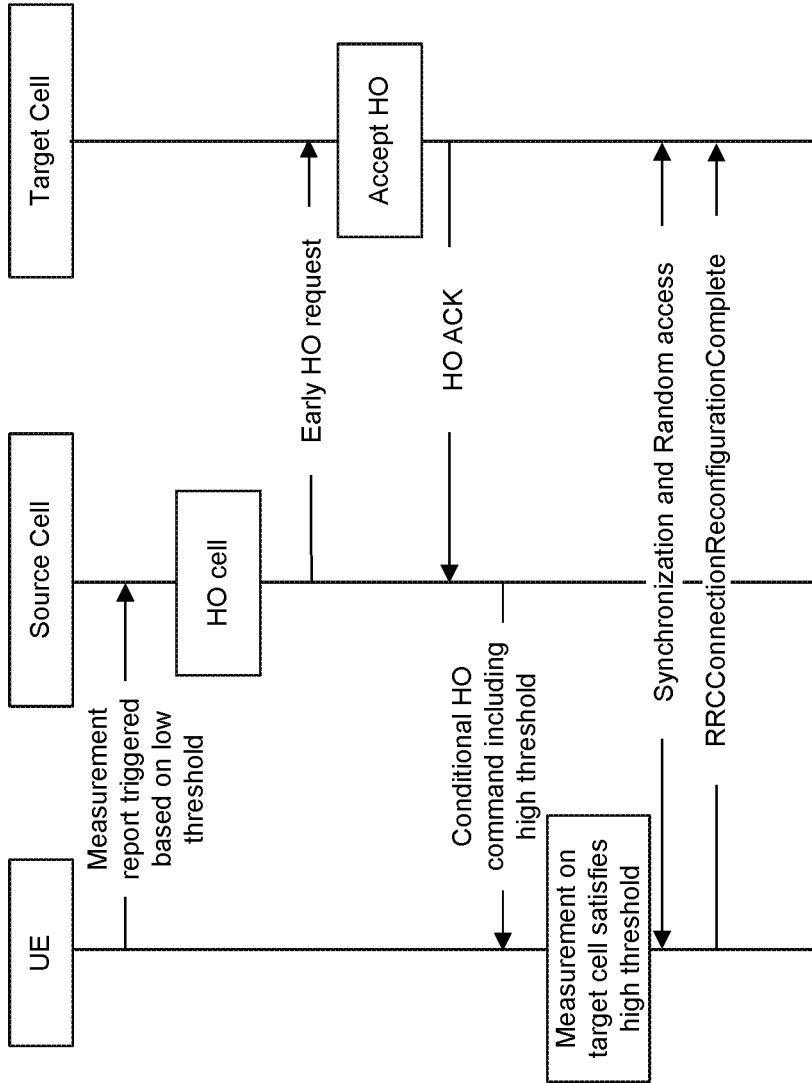 UE
Source Cell
Target Cell
Measurement
report triggered
based on low
threshold
HO cell
Early HO request
Accept HO
HO ACK
Conditional HO
command including
high threshold
Measurement on
target cell satisfies
high threshold
Synchronization and Random access
RRCConnectionReconfigurationComplete